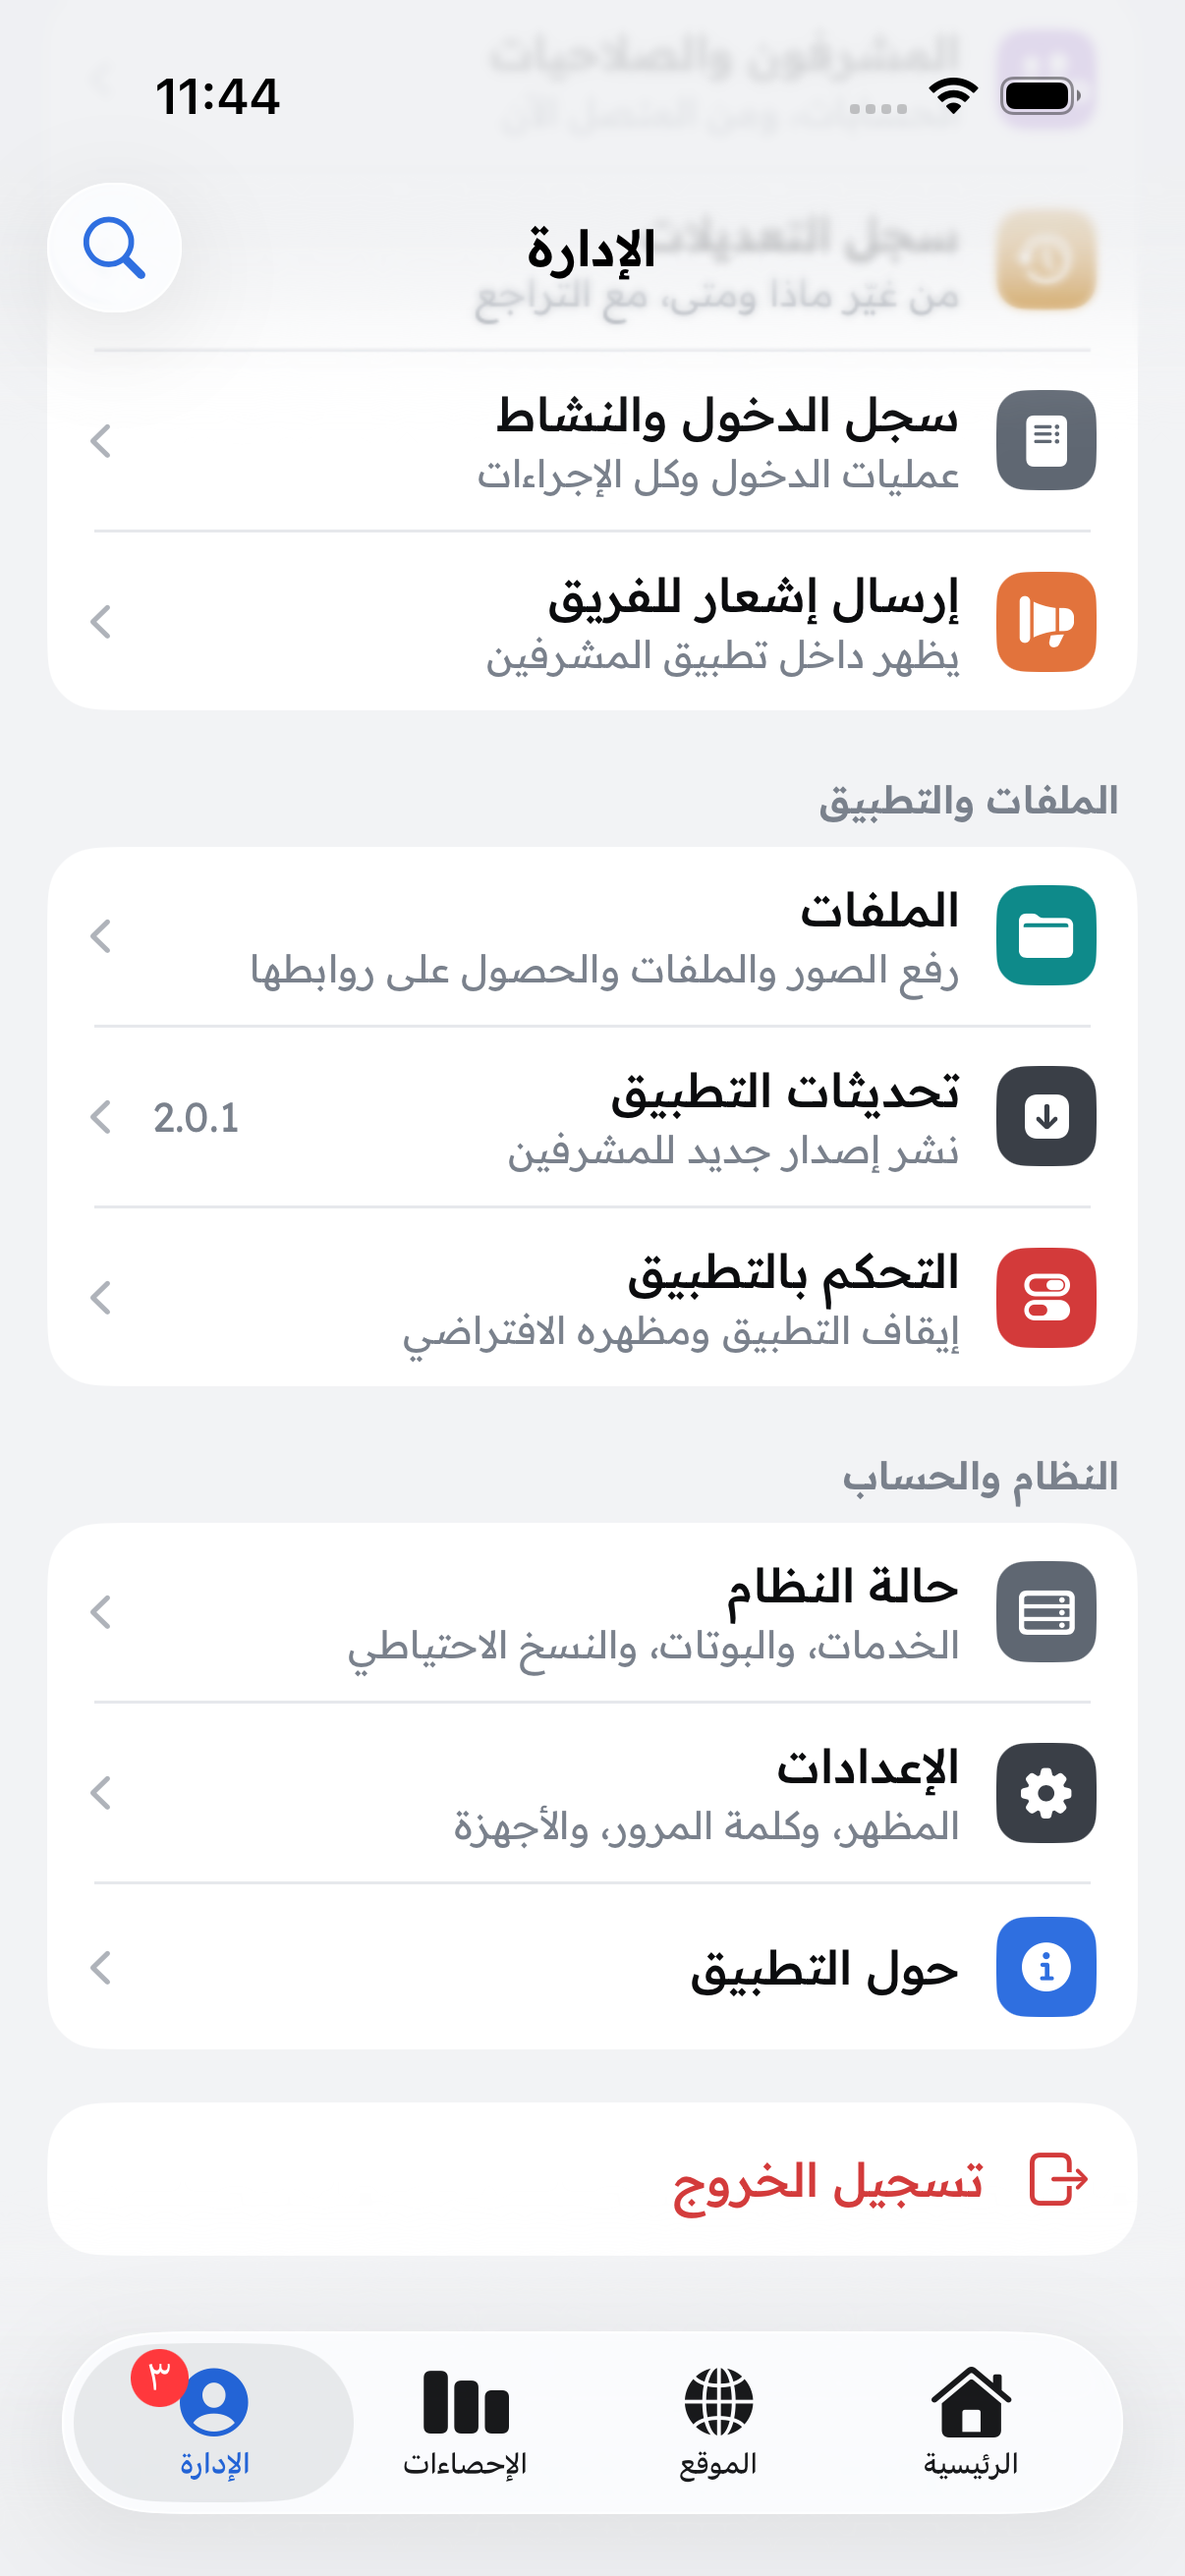 11:44
المشرفون والصلاحيات
الإدارة
سجل التعديلات
من غيّر ماذا ومتى، مع التراجع
سجل الدخول والنشاط
عمليات الدخول وكل الإجراءات
إرسال إشعار للفريق
يظهر داخل تطبيق المشرفين
الملفات والتطبيق
الملفات
رفع الصور والملفات والحصول على روابطها
تحديثات التطبيق
2.0.1
نشر إصدار جديد للمشرفين
التحكم بالتطبيق
إيقاف التطبيق ومظهره الافتراضي
النظام والحساب
حالة النظام
الخدمات، والبوتات، والنسخ الاحتياطي
الإعدادات
المظهر، وكلمة المرور، والأجهزة
حول التطبيق
تسجيل الخروج
الرئيسية
الموقع
الإحصاءات
٣
الإدارة